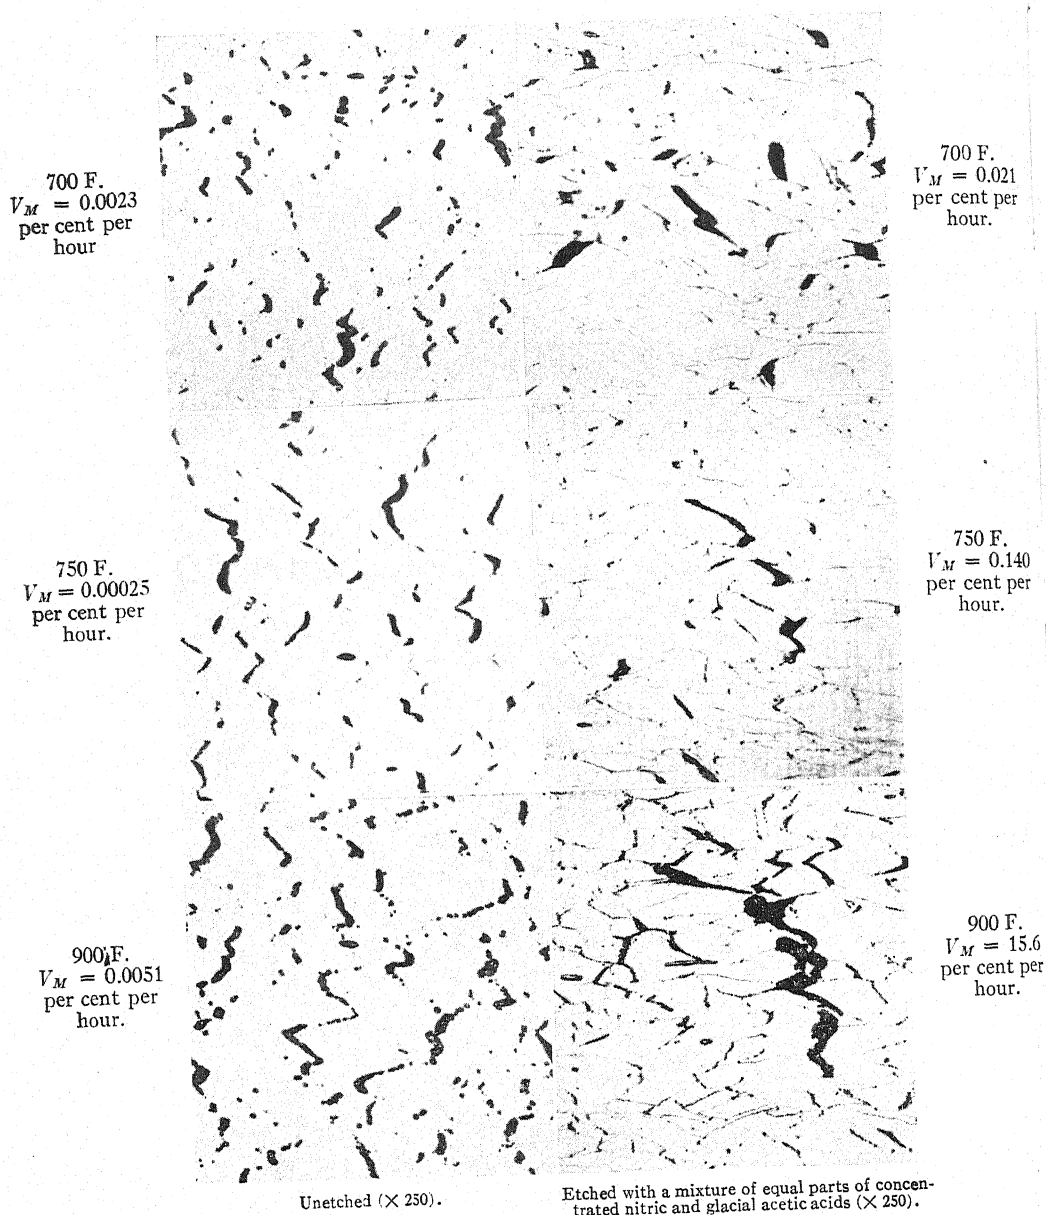 700 F.
V_M = 0.0023
per cent per
hour
700 F.
V_M = 0.021
per cent per
hour.
750 F.
V_M = 0.00025
per cent per
hour.
750 F.
V_M = 0.140
per cent per
hour.
900 F.
V_M = 0.0051
per cent per
hour.
900 F.
V_M = 15.6
per cent per
hour.
Unetched (× 250).
Etched with a mixture of equal parts of concen-
trated nitric and glacial acetic acids (× 250).